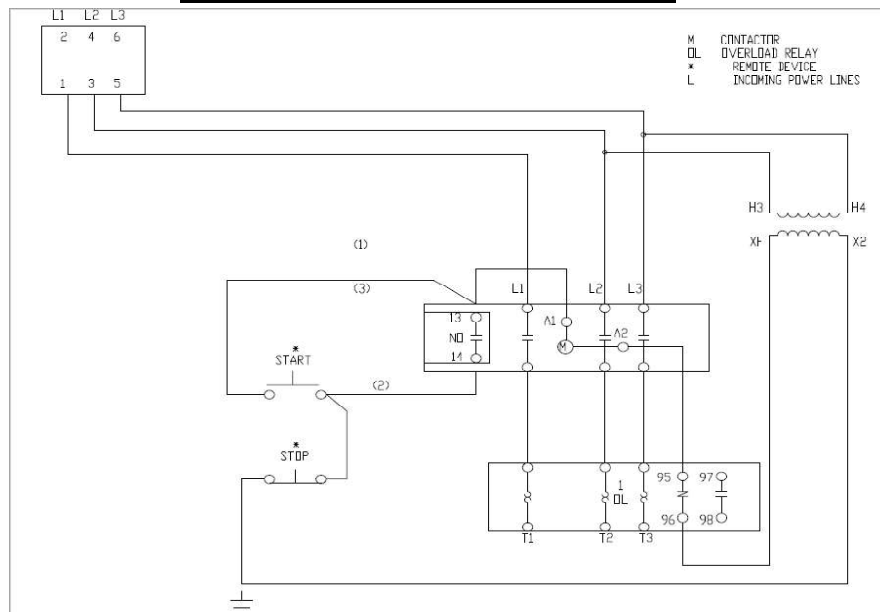 L1 L2 L3
2 4 6
1 3 5
M CONTACTOR
OL OVERLOAD RELAY
* REMOTE DEVICE
L INCOMING POWER LINES
H3 H4
X2
(1)
(3)
L1 L2 L3
13 A1 A2
NO M
14
*
START
(2)
*
STOP
1
OL
95 97
96 98
T1 T2 T3